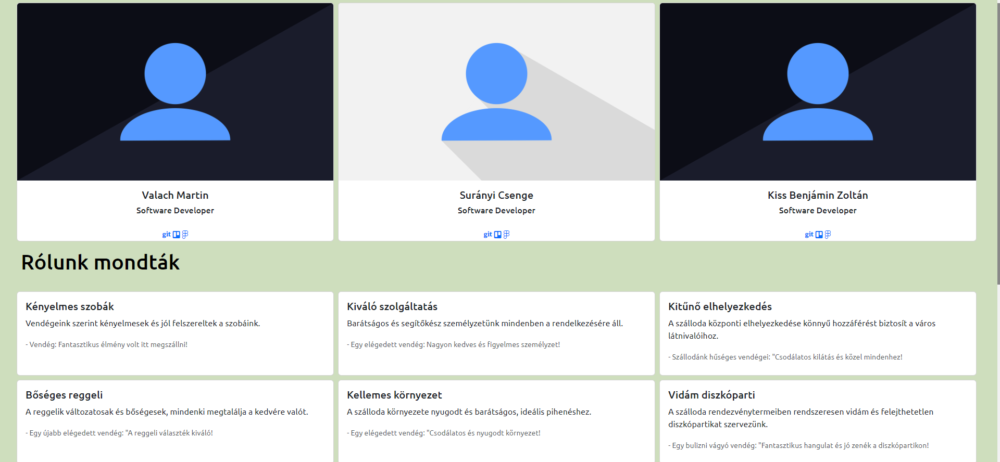 Valach Martin
Software Developer
git
Surányi Csenge
Software Developer
git
Kiss Benjámin Zoltán
Software Developer
git
Rólunk mondták
Kényelmes szobák
Vendégeink szerint kényelmesek és jól felszereltek a szobáink.
- Vendég: Fantasztikus élmény volt itt megszállni!
Kiváló szolgáltatás
Barátságos és segítőkész személyzetünk mindenben a rendelkezésére áll.
- Egy elégedett vendég: Nagyon kedves és figyelmes személyzet!
Kitűnő elhelyezkedés
A szálloda központi elhelyezkedése könnyű hozzáférést biztosít a város
látnivalóihoz.
- Szállodánk hűséges vendégei: "Csodálatos kilátás és közel mindenhez!
Bőséges reggeli
A reggelik változatosak és bőségesek, mindenki megtalálja a kedvére valót.
- Egy újabb elégedett vendég: "A reggeli választék kiváló!
Kellemes környezet
A szálloda környezete nyugodt és barátságos, ideális pihenéshez.
- Egy elégedett vendég: "Csodálatos és nyugodt környezet!
Vidám diszkóparti
A szálloda rendezvénytermeiben rendszeresen vidám és felejthetetlen
diszkópartikat szervezünk.
- Egy bulizni vágyó vendég: "Fantasztikus hangulat és jó zenék a diszkópartikon!